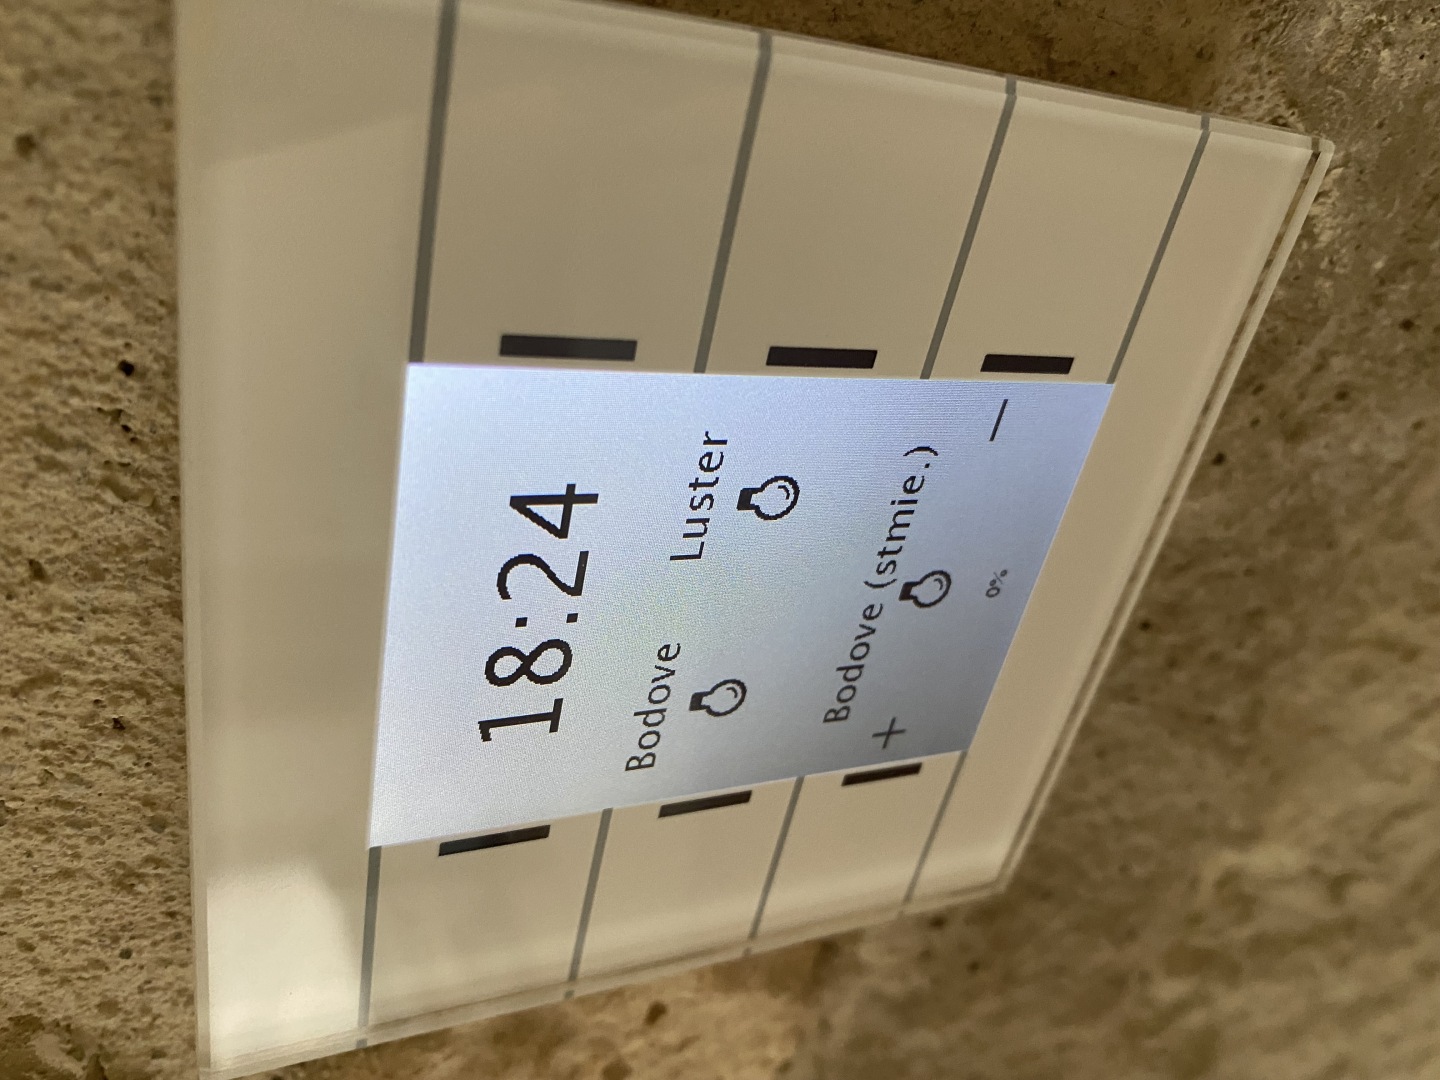 18:24
Bodove Luster
Bodove (stmie.)
+ 0% −